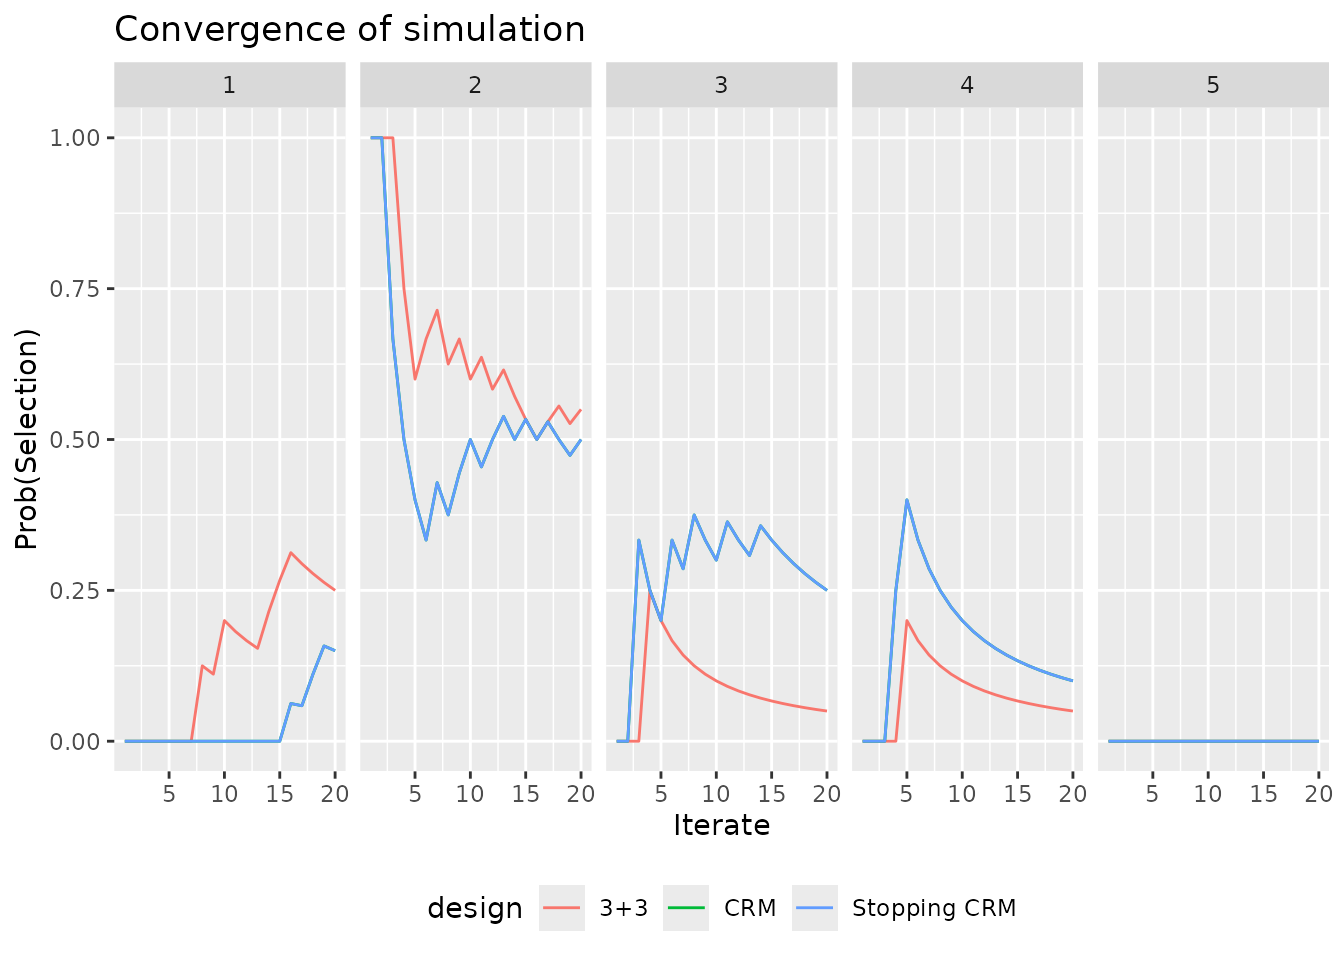 Convergence of simulation
1 2 3 4 5
1.00
0.75
0.50
0.25
0.00
Prob(Selection)
5 10 15 20 5 10 15 20 5 10 15 20 5 10 15 20 5 10 15 20
Iterate
design 3+3 CRM Stopping CRM